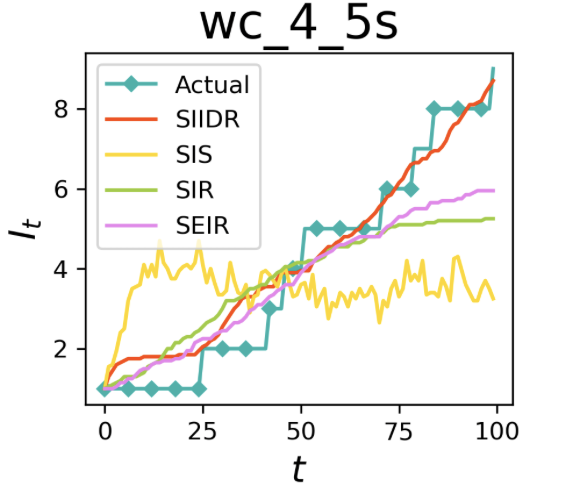 wc_4_5s
Actual
SIIDR
SIS
SIR
SEIR
8
6
4
2
I_t
0 25 50 75 100
t